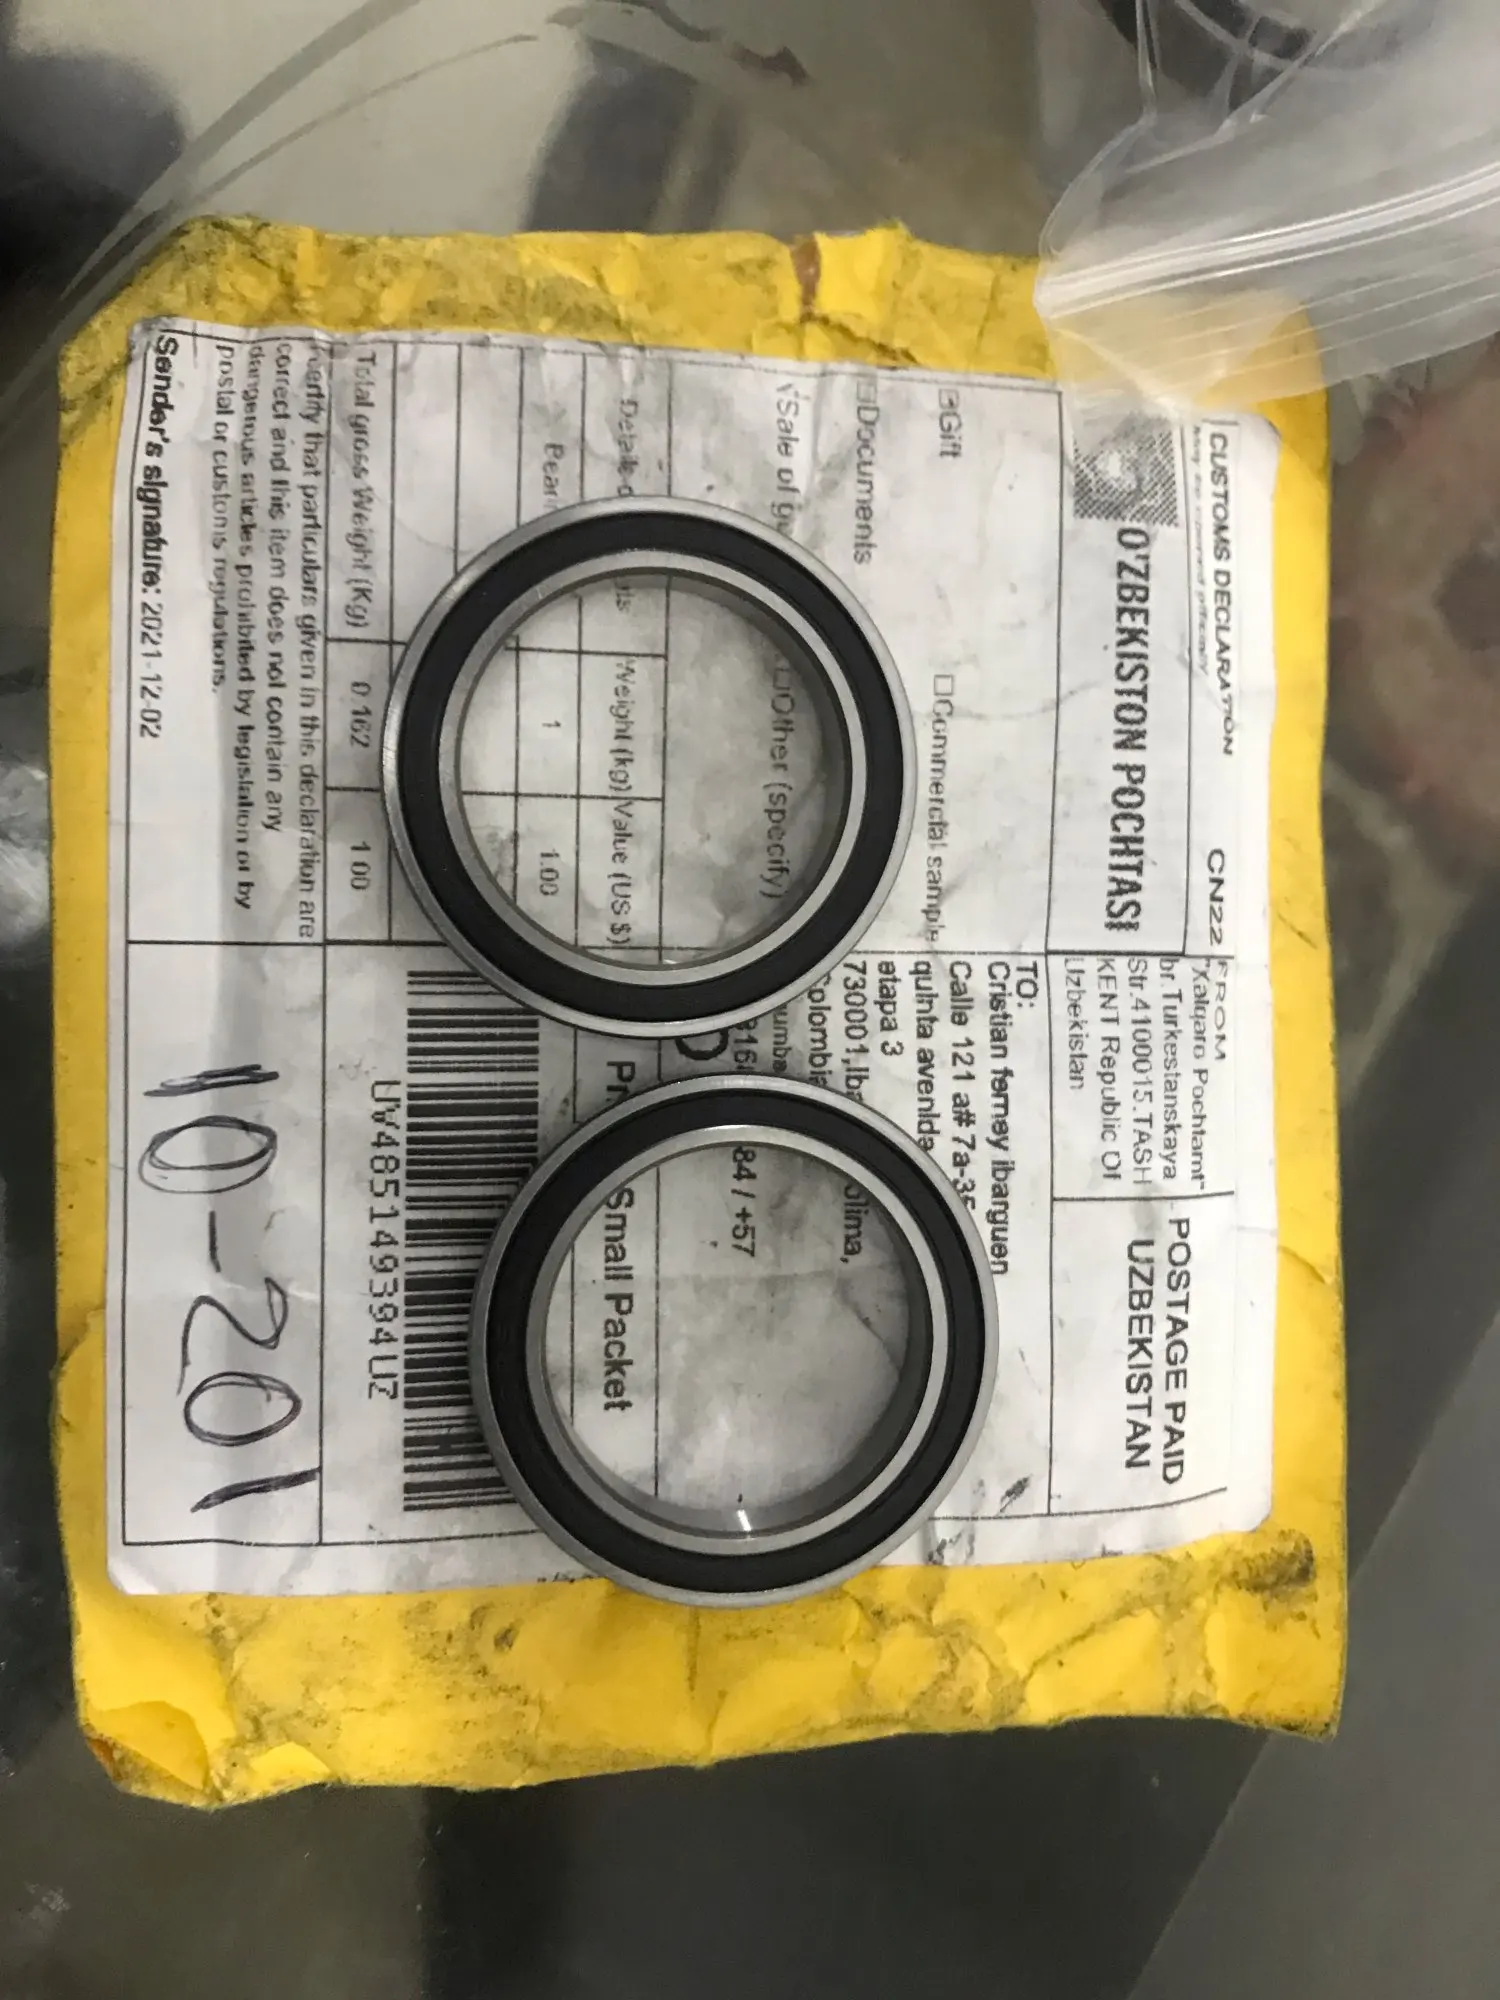 CUSTOMS DECLARATION
CN22
O'ZBEKISTON POCHTASI
Gift
Commercial sample
Documents
Sale of
Other (specify)
Weight (kg)
Value (US $)
1
1.00
Total gross Weight (Kg)
0.162
1.00
certify that particulars given in this declaration are
correct and this item does not contain any
dangerous articles prohibited by legislation or by
postal or customs regulations.
Sender's signature: 2021-12-02
FROM
"Xalqaro Pochtamt"
br.Turkestanskaya
Str.4100015.TASH
KENT Republic Of
Uzbekistan
POSTAGE PAID
UZBEKISTAN
TO:
Cristian ferney ibarguen
Calle 121 a# 7a-35
quinta avenida
etapa 3
730001,
84 / +57
Small Packet
UV485149394UZ
10-201